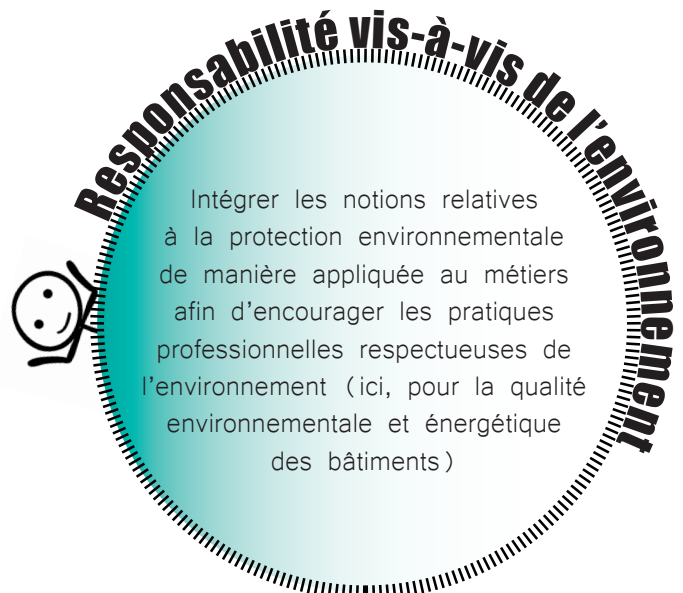 Responsabilité vis-à-vis de l'environnement
Intégrer les notions relatives
à la protection environnementale
de manière appliquée au métiers
afin d'encourager les pratiques
professionnelles respectueuses de
l'environnement (ici, pour la qualité
environnementale et énergétique
des bâtiments)